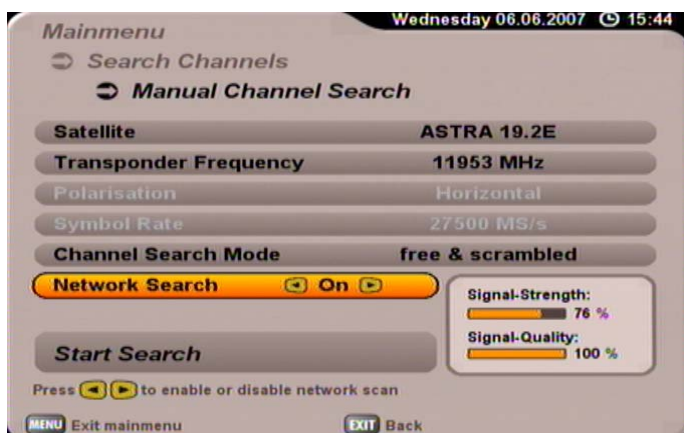 Wednesday 06.06.2007 15:44
Mainmenu
Search Channels
Manual Channel Search
Satellite ASTRA 19.2E
Transponder Frequency 11953 MHz
Polarisation Horizontal
Symbol Rate 27500 MS/s
Channel Search Mode free & scrambled
Network Search On
Signal-Strength:
76 %
Signal-Quality:
100 %
Start Search
Press to enable or disable network scan
MENU Exit mainmenu EXIT Back